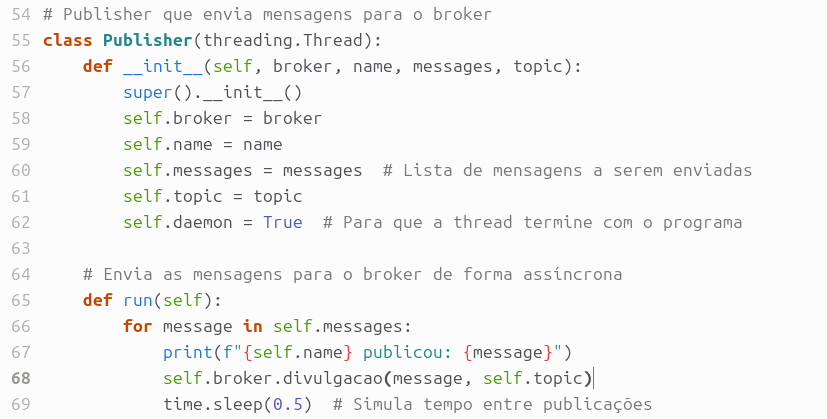 54 # Publisher que envia mensagens para o broker
55 class Publisher(threading.Thread):
56     def __init__(self, broker, name, messages, topic):
57         super().__init__()
58         self.broker = broker
59         self.name = name
60         self.messages = messages  # Lista de mensagens a serem enviadas
61         self.topic = topic
62         self.daemon = True  # Para que a thread termine com o programa
63
64     # Envia as mensagens para o broker de forma assíncrona
65     def run(self):
66         for message in self.messages:
67             print(f"{self.name} publicou: {message}")
68             self.broker.divulgacao(message, self.topic)
69             time.sleep(0.5)  # Simula tempo entre publicações